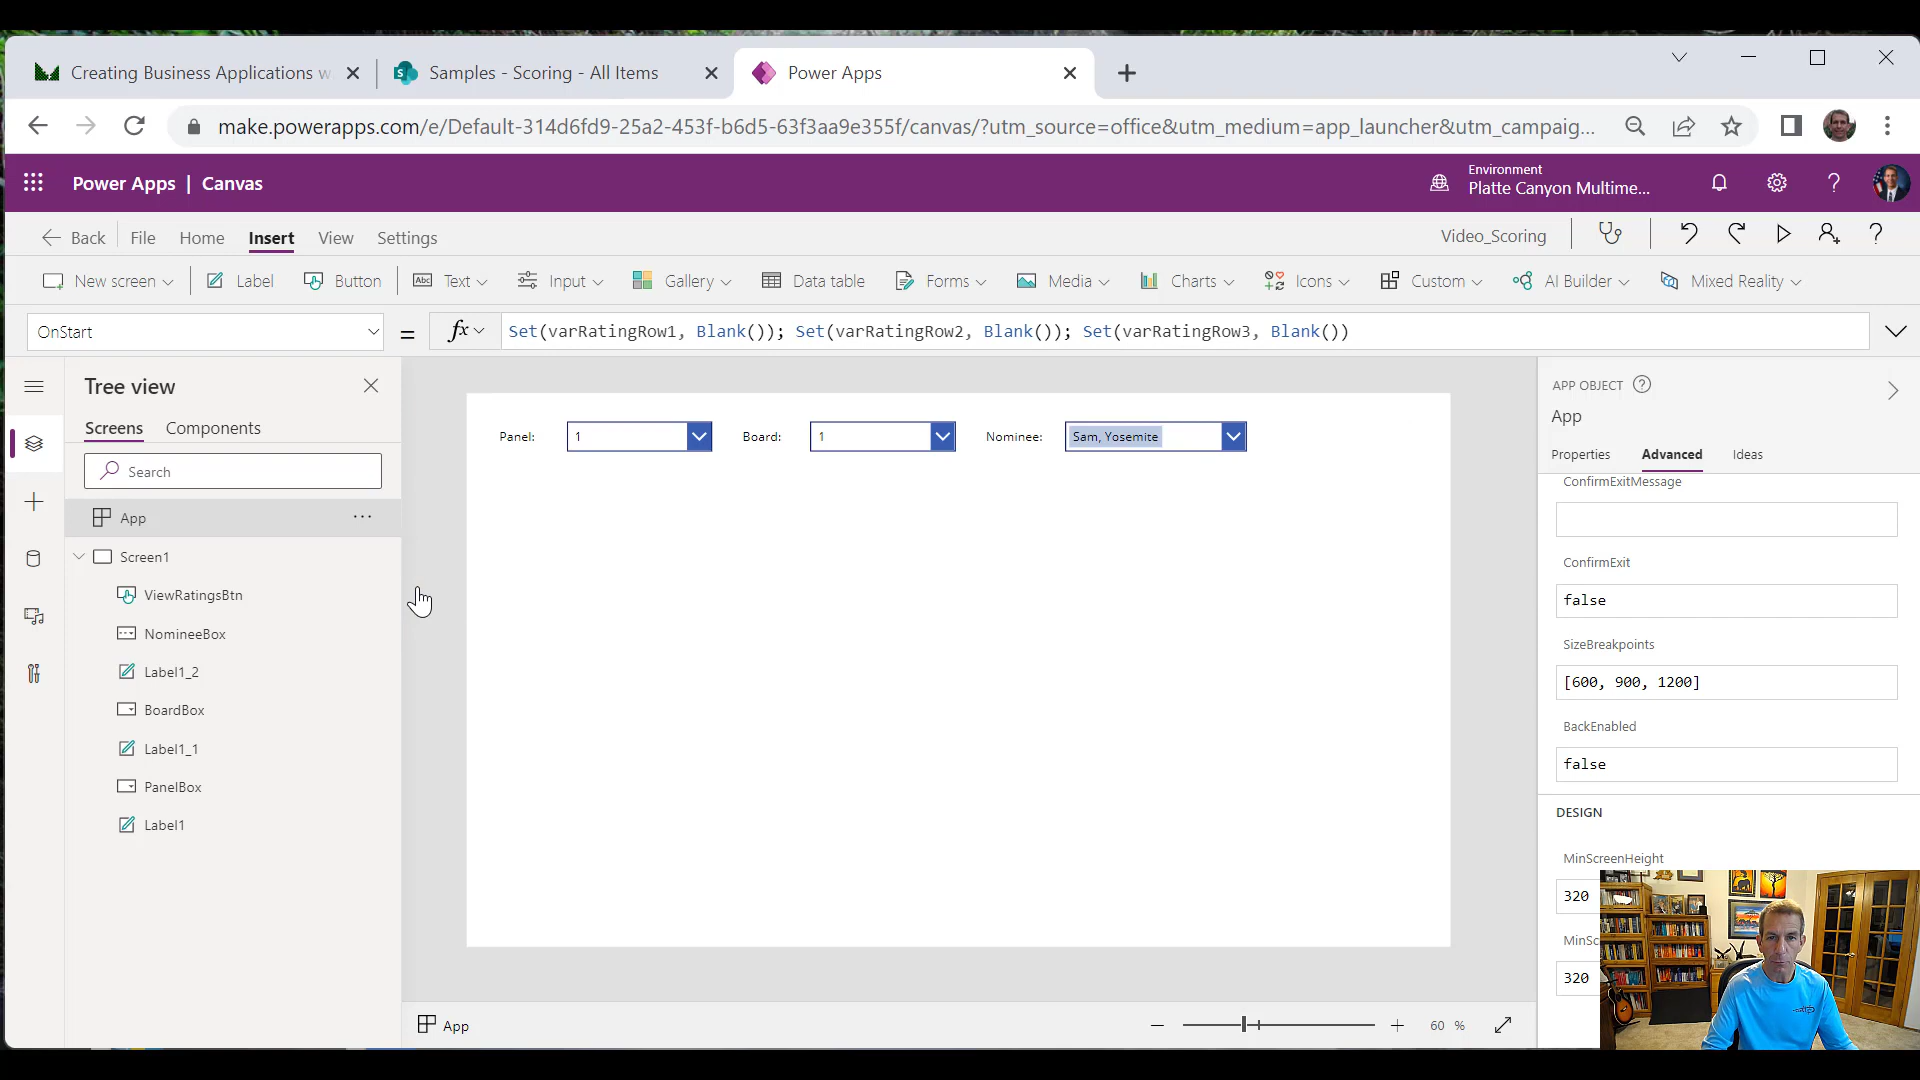 Creating Business Applications w
Samples - Scoring - All Items
Power Apps
make.powerapps.com/e/Default-314d6fd9-25a2-453f-b6d5-63f3aa9e355f/canvas/?utm_source=office&utm_medium=app_launcher&utm_campaig...
Power Apps | Canvas
Environment
Platte Canyon Multime...
Back File Home Insert View Settings
Video_Scoring
New screen Label Button Text Input Gallery Data table Forms Media Charts Icons Custom AI Builder Mixed Reality
OnStart = fx Set(varRatingRow1, Blank()); Set(varRatingRow2, Blank()); Set(varRatingRow3, Blank())
Tree view
Screens Components
Search
App
Screen1
ViewRatingsBtn
NomineeBox
Label1_2
BoardBox
Label1_1
PanelBox
Label1
Panel: 1 Board: 1 Nominee: Sam, Yosemite
App
60 %
APP OBJECT
App
Properties Advanced Ideas
ConfirmExitMessage
ConfirmExit
false
SizeBreakpoints
[600, 900, 1200]
BackEnabled
false
DESIGN
MinScreenHeight
320
MinSc
320